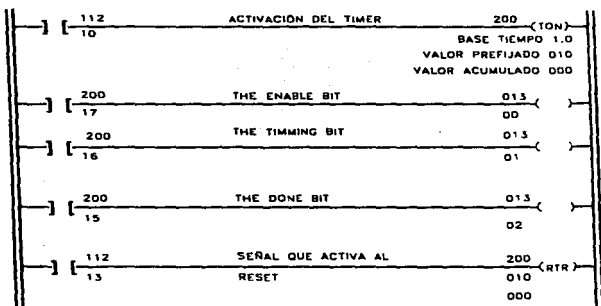 112 ACTIVACIÓN DEL TIMER 200
10 (TON)
BASE TIEMPO 1.0
VALOR PREFIJADO 010
VALOR ACUMULADO 000
200 THE ENABLE BIT 013
17 00
200 THE TIMMING BIT 013
16 01
200 THE DONE BIT 013
15 02
112 SEÑAL QUE ACTIVA AL 200
(RTR)
13 RESET 010
000